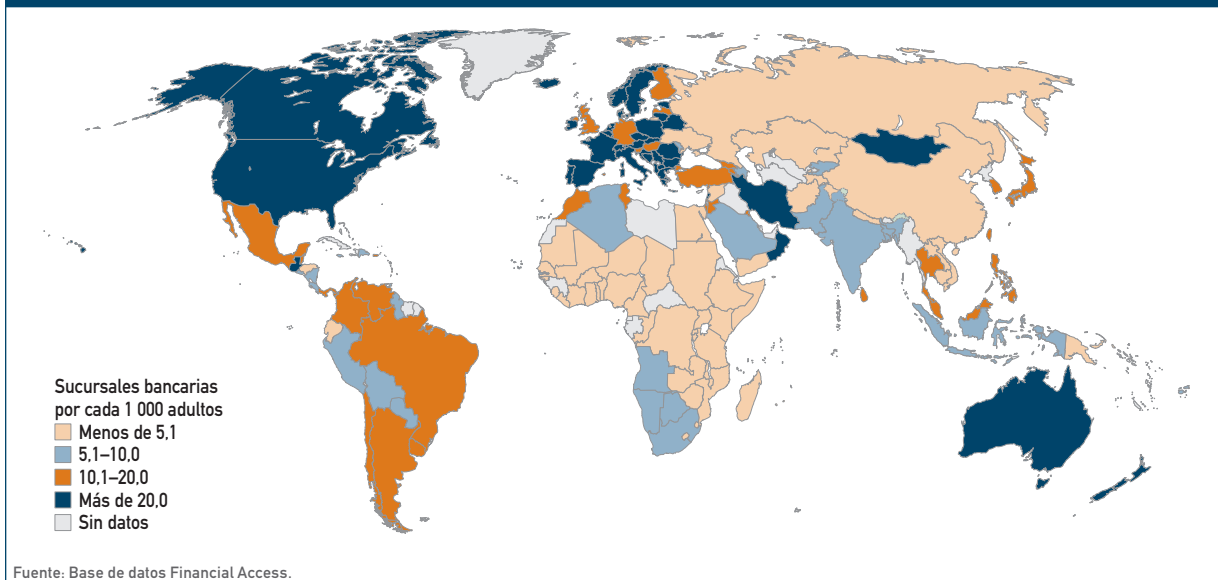 Sucursales bancarias
por cada 1 000 adultos
Menos de 5,1
5,1–10,0
10,1–20,0
Más de 20,0
Sin datos
Fuente: Base de datos Financial Access.